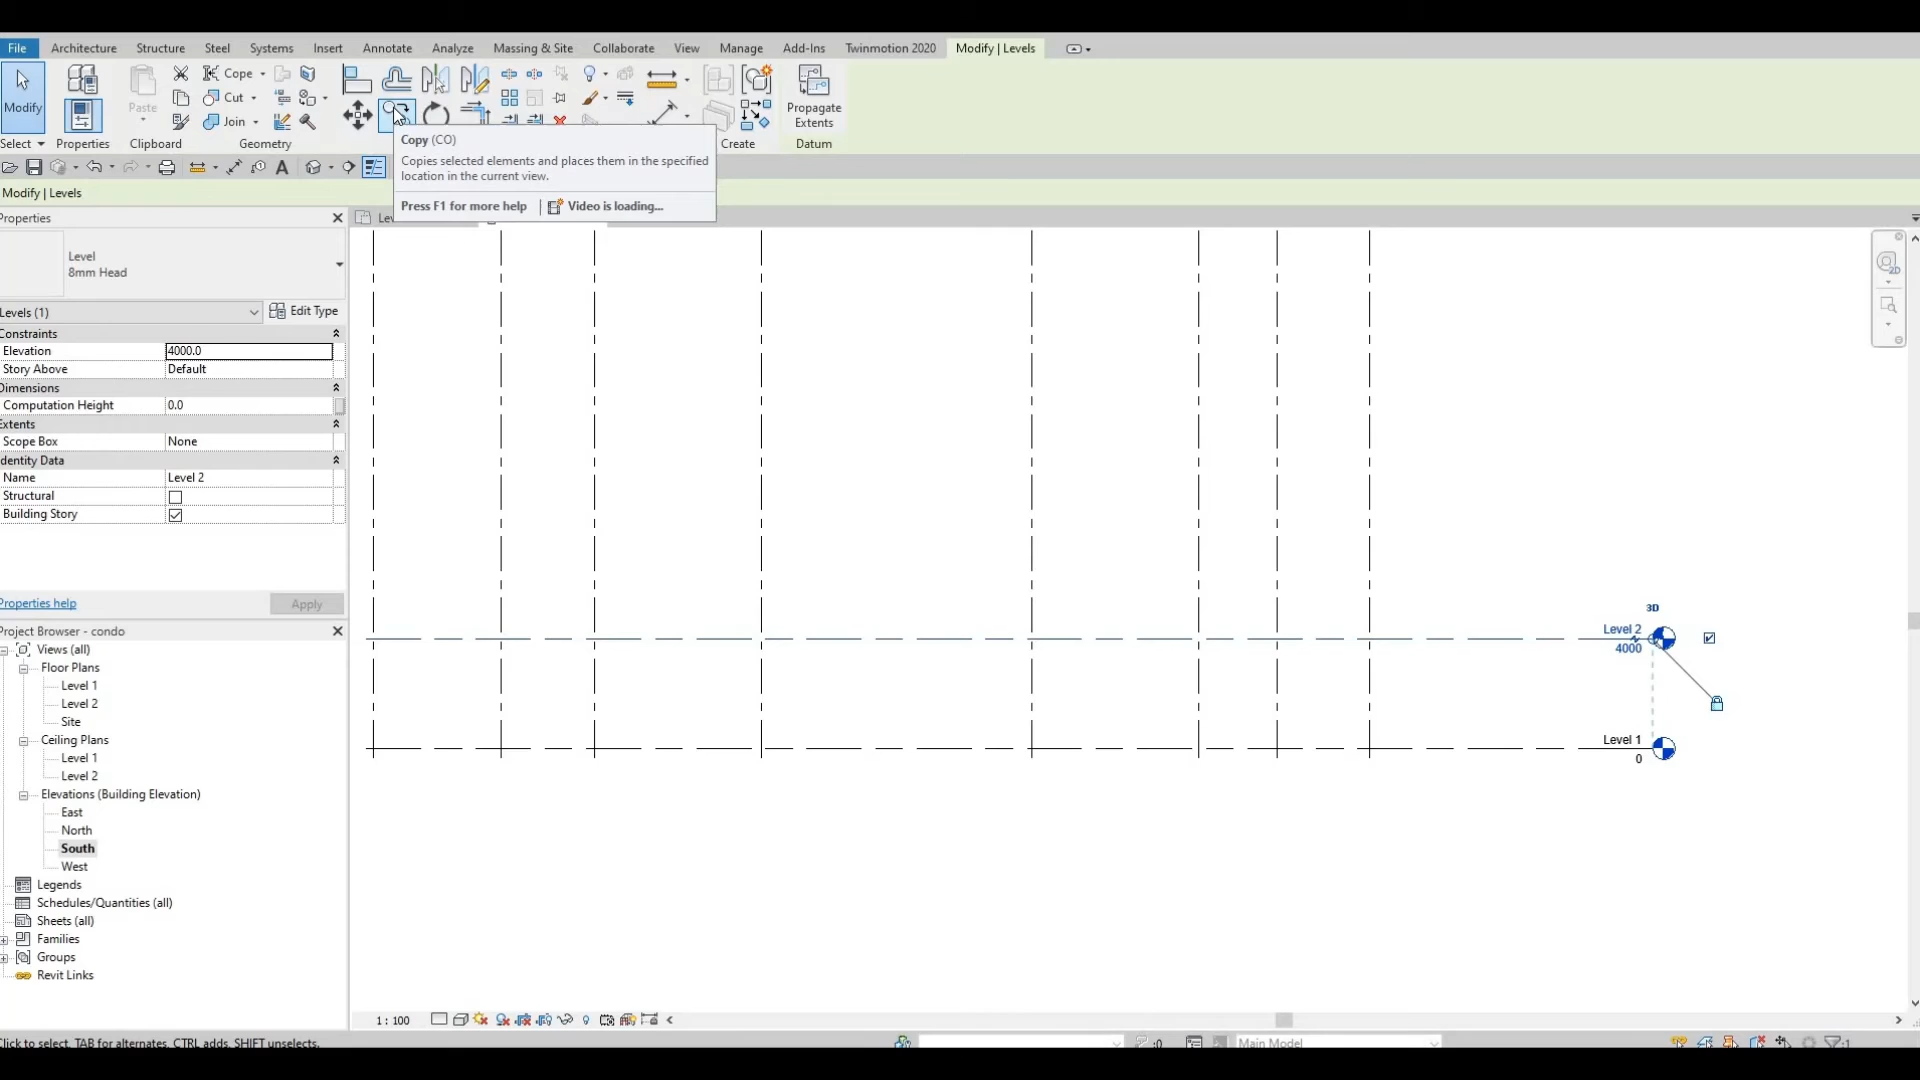 File Architecture Structure Steel Systems Insert Annotate Analyze Massing & Site Collaborate View Manage Add-Ins Twinmotion 2020 Modify | Levels
Cope
Modify
Paste
Cut
Propagate
Extents
Join
Select Properties Clipboard Geometry Create Datum
Copy (CO)
Copies selected elements and places them in the specified
location in the current view.
Press F1 for more help Video is loading...
A
Modify | Levels
Properties
Level
8mm Head
Levels (1) Edit Type
Constraints
Elevation 4000.0
Story Above Default
Dimensions
Computation Height 0.0
Extents
Scope Box None
Identity Data
Name Level 2
Structural
Building Story
Properties help Apply
Project Browser - condo
Views (all)
Floor Plans
Level 1
Level 2
Site
Ceiling Plans
Level 1
Level 2
Elevations (Building Elevation)
East
North
South
West
Legends
Schedules/Quantities (all)
Sheets (all)
Families
Groups
Revit Links
2D
3D
Level 2
4000
Level 1
0
1 : 100
Click to select, TAB for alternates, CTRL adds, SHIFT unselects.
:0
Main Model
:1